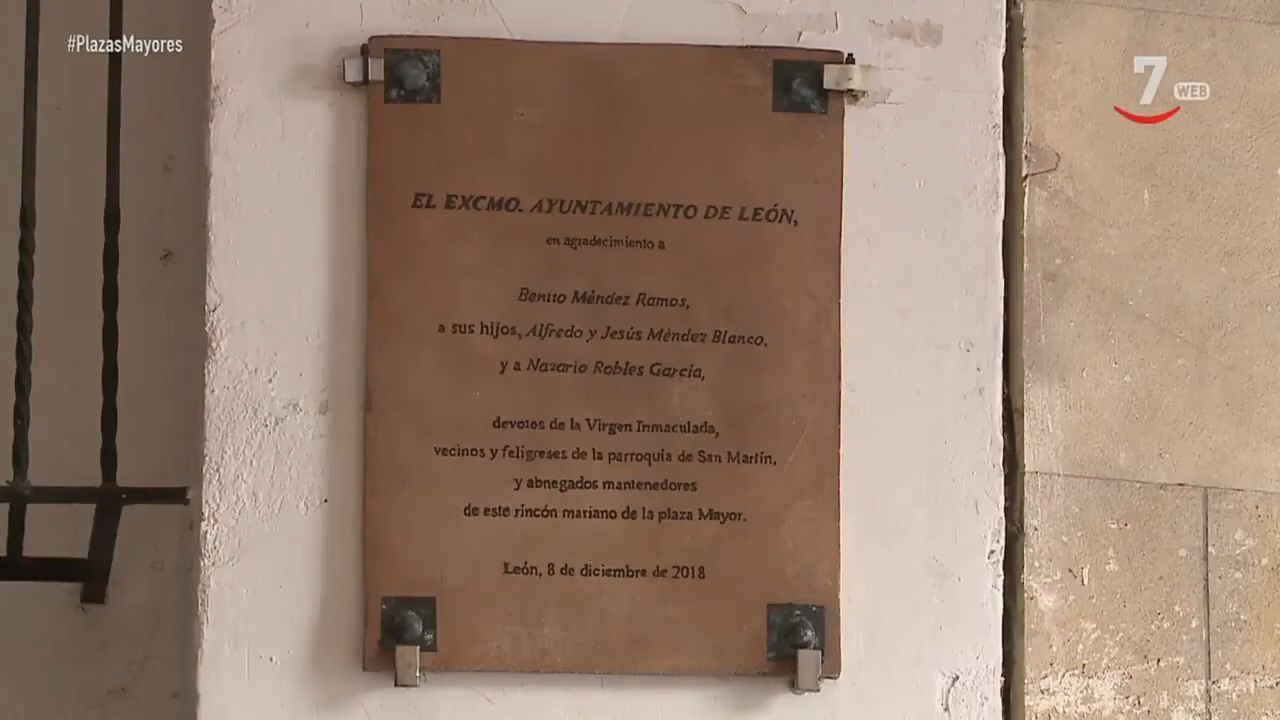 #PlazasMayores
7 WEB
EL EXCMO. AYUNTAMIENTO DE LEÓN,
en agradecimiento a
Benito Méndez Ramos,
a sus hijos, Alfredo y Jesús Méndez Blanco,
y a Nazario Robles García,
devotos de la Virgen Inmaculada,
vecinos y feligreses de la parroquia de San Martín,
y abnegados mantenedores
de este rincón mariano de la plaza Mayor.
León, 8 de diciembre de 2018